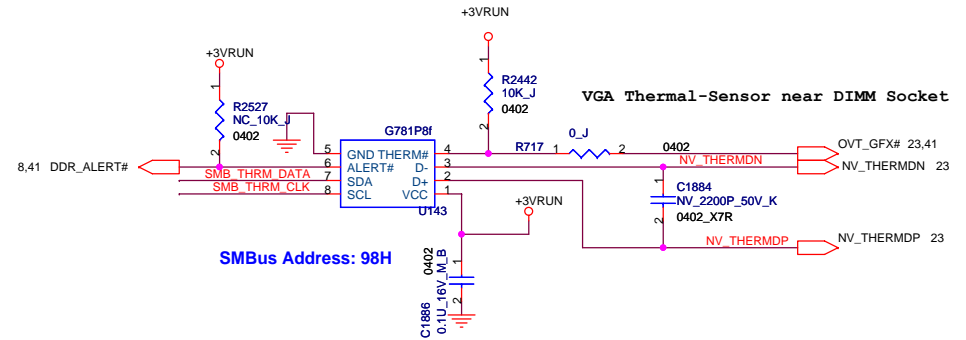 +3VRUN
+3VRUN
1
R2442
10K_J
0402
2
VGA Thermal-Sensor near DIMM Socket
1
R2527
NC_10K_J
0402
2
G781P8f
0_J
R717 1 2 0402
OVT_GFX# 23,41
5 GND THERM# 4
8,41 DDR_ALERT#
6 ALERT# D- 3
NV_THERMDN
NV_THERMDN 23
SMB_THRM_DATA
7 SDA D+ 2
SMB_THRM_CLK
8 SCL VCC 1
U143
1
C1884
NV_2200P_50V_K
0402_X7R
2
+3VRUN
NV_THERMDP
NV_THERMDP 23
SMBus Address: 98H
1
2
C1886
0.1U_16V_M_B
0402